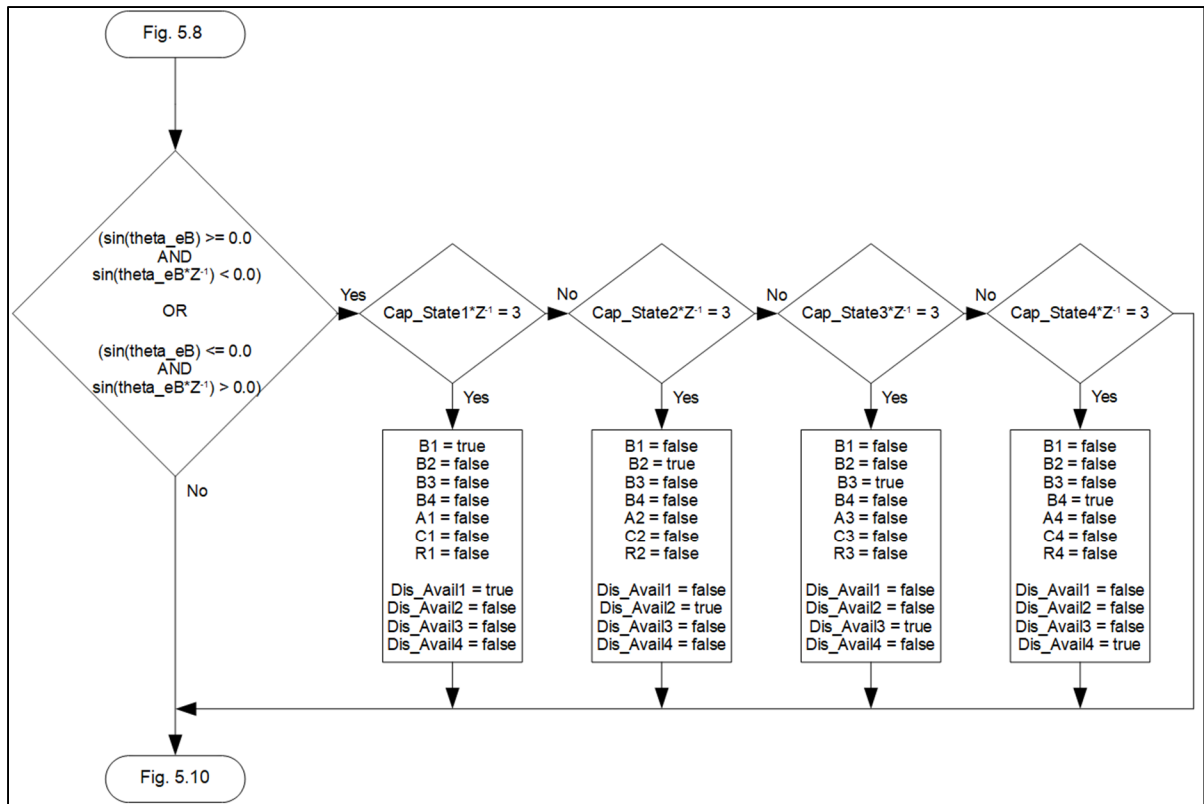 Fig. 5.8
(sin(theta_eB) >= 0.0
AND
sin(theta_eB*Z⁻¹) < 0.0)
OR
(sin(theta_eB) <= 0.0
AND
sin(theta_eB*Z⁻¹) > 0.0)
Yes
No
Cap_State1*Z⁻¹ = 3
No
Yes
Cap_State2*Z⁻¹ = 3
No
Yes
Cap_State3*Z⁻¹ = 3
No
Yes
Cap_State4*Z⁻¹ = 3
Yes
B1 = true
B2 = false
B3 = false
B4 = false
A1 = false
C1 = false
R1 = false
Dis_Avail1 = true
Dis_Avail2 = false
Dis_Avail3 = false
Dis_Avail4 = false
B1 = false
B2 = true
B3 = false
B4 = false
A2 = false
C2 = false
R2 = false
Dis_Avail1 = false
Dis_Avail2 = true
Dis_Avail3 = false
Dis_Avail4 = false
B1 = false
B2 = false
B3 = true
B4 = false
A3 = false
C3 = false
R3 = false
Dis_Avail1 = false
Dis_Avail2 = false
Dis_Avail3 = true
Dis_Avail4 = false
B1 = false
B2 = false
B3 = false
B4 = true
A4 = false
C4 = false
R4 = false
Dis_Avail1 = false
Dis_Avail2 = false
Dis_Avail3 = false
Dis_Avail4 = true
Fig. 5.10